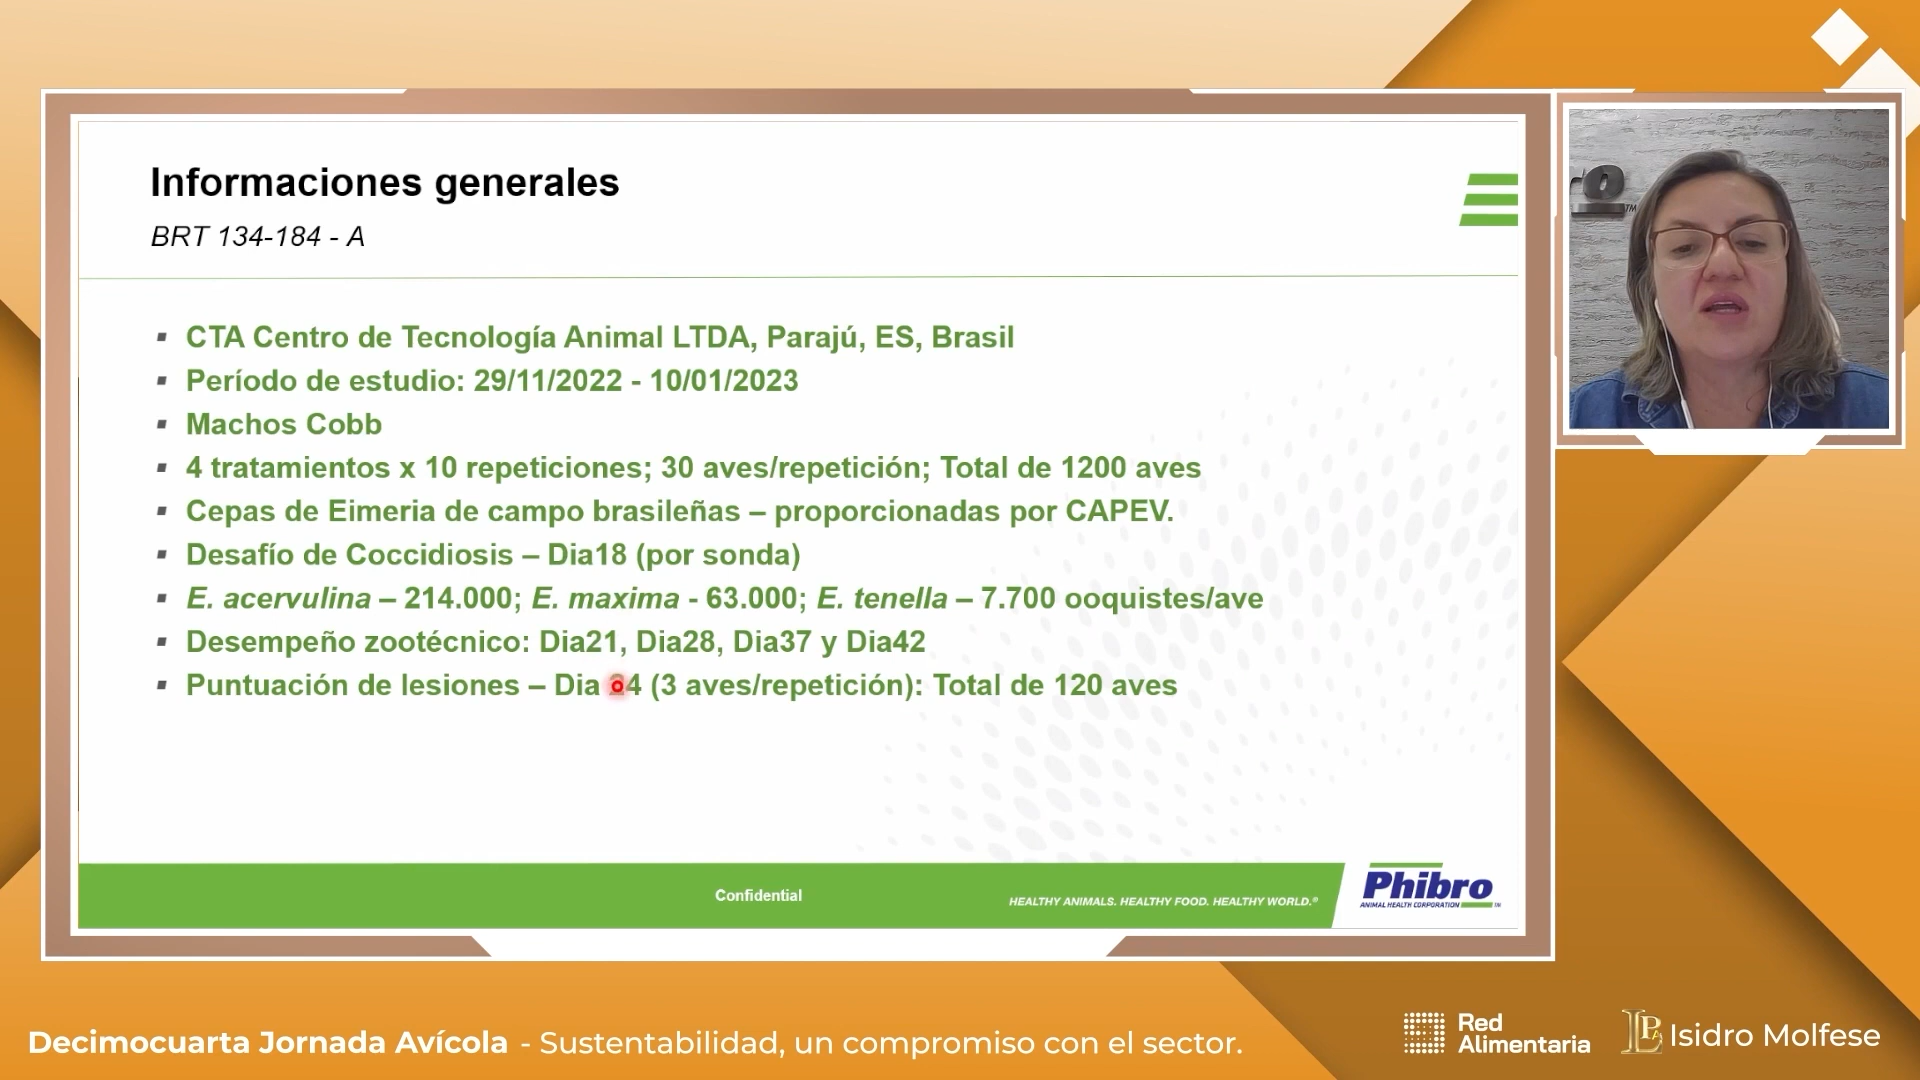 Informaciones generales
BRT 134-184 - A
▪ CTA Centro de Tecnología Animal LTDA, Parajú, ES, Brasil
▪ Período de estudio: 29/11/2022 - 10/01/2023
▪ Machos Cobb
▪ 4 tratamientos x 10 repeticiones; 30 aves/repetición; Total de 1200 aves
▪ Cepas de Eimeria de campo brasileñas – proporcionadas por CAPEV.
▪ Desafío de Coccidiosis – Dia18 (por sonda)
▪ E. acervulina – 214.000; E. maxima - 63.000; E. tenella – 7.700 ooquistes/ave
▪ Desempeño zootécnico: Dia21, Dia28, Dia37 y Dia42
▪ Puntuación de lesiones – Dia (3 aves/repetición): Total de 120 aves
Confidential
HEALTHY ANIMALS. HEALTHY FOOD. HEALTHY WORLD.®
Phibro
ANIMAL HEALTH CORPORATION TM
ro TM
Decimocuarta Jornada Avícola - Sustentabilidad, un compromiso con el sector.
Red
Alimentaria
Isidro Molfese